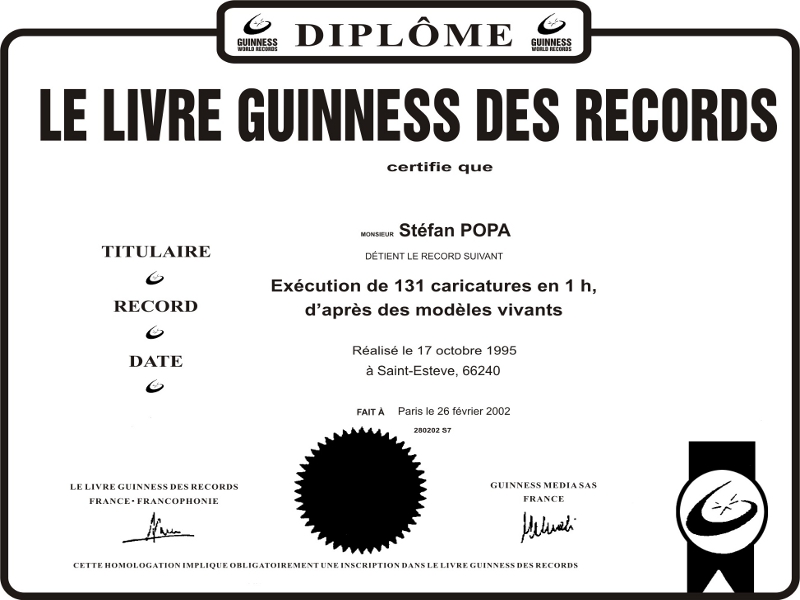 GUINNESS
WORLD RECORDS
DIPLÔME
GUINNESS
WORLD RECORDS
LE LIVRE GUINNESS DES RECORDS
certifie que
MONSIEUR Stéfan POPA
DÉTIENT LE RECORD SUIVANT
TITULAIRE
RECORD
DATE
Exécution de 131 caricatures en 1 h,
d’après des modèles vivants
Réalisé le 17 octobre 1995
à Saint-Esteve, 66240
FAIT À Paris le 26 février 2002
280202 S7
LE LIVRE GUINNESS DES RECORDS
FRANCE • FRANCOPHONIE
GUINNESS MEDIA SAS
FRANCE
CETTE HOMOLOGATION IMPLIQUE OBLIGATOIREMENT UNE INSCRIPTION DANS LE LIVRE GUINNESS DES RECORDS